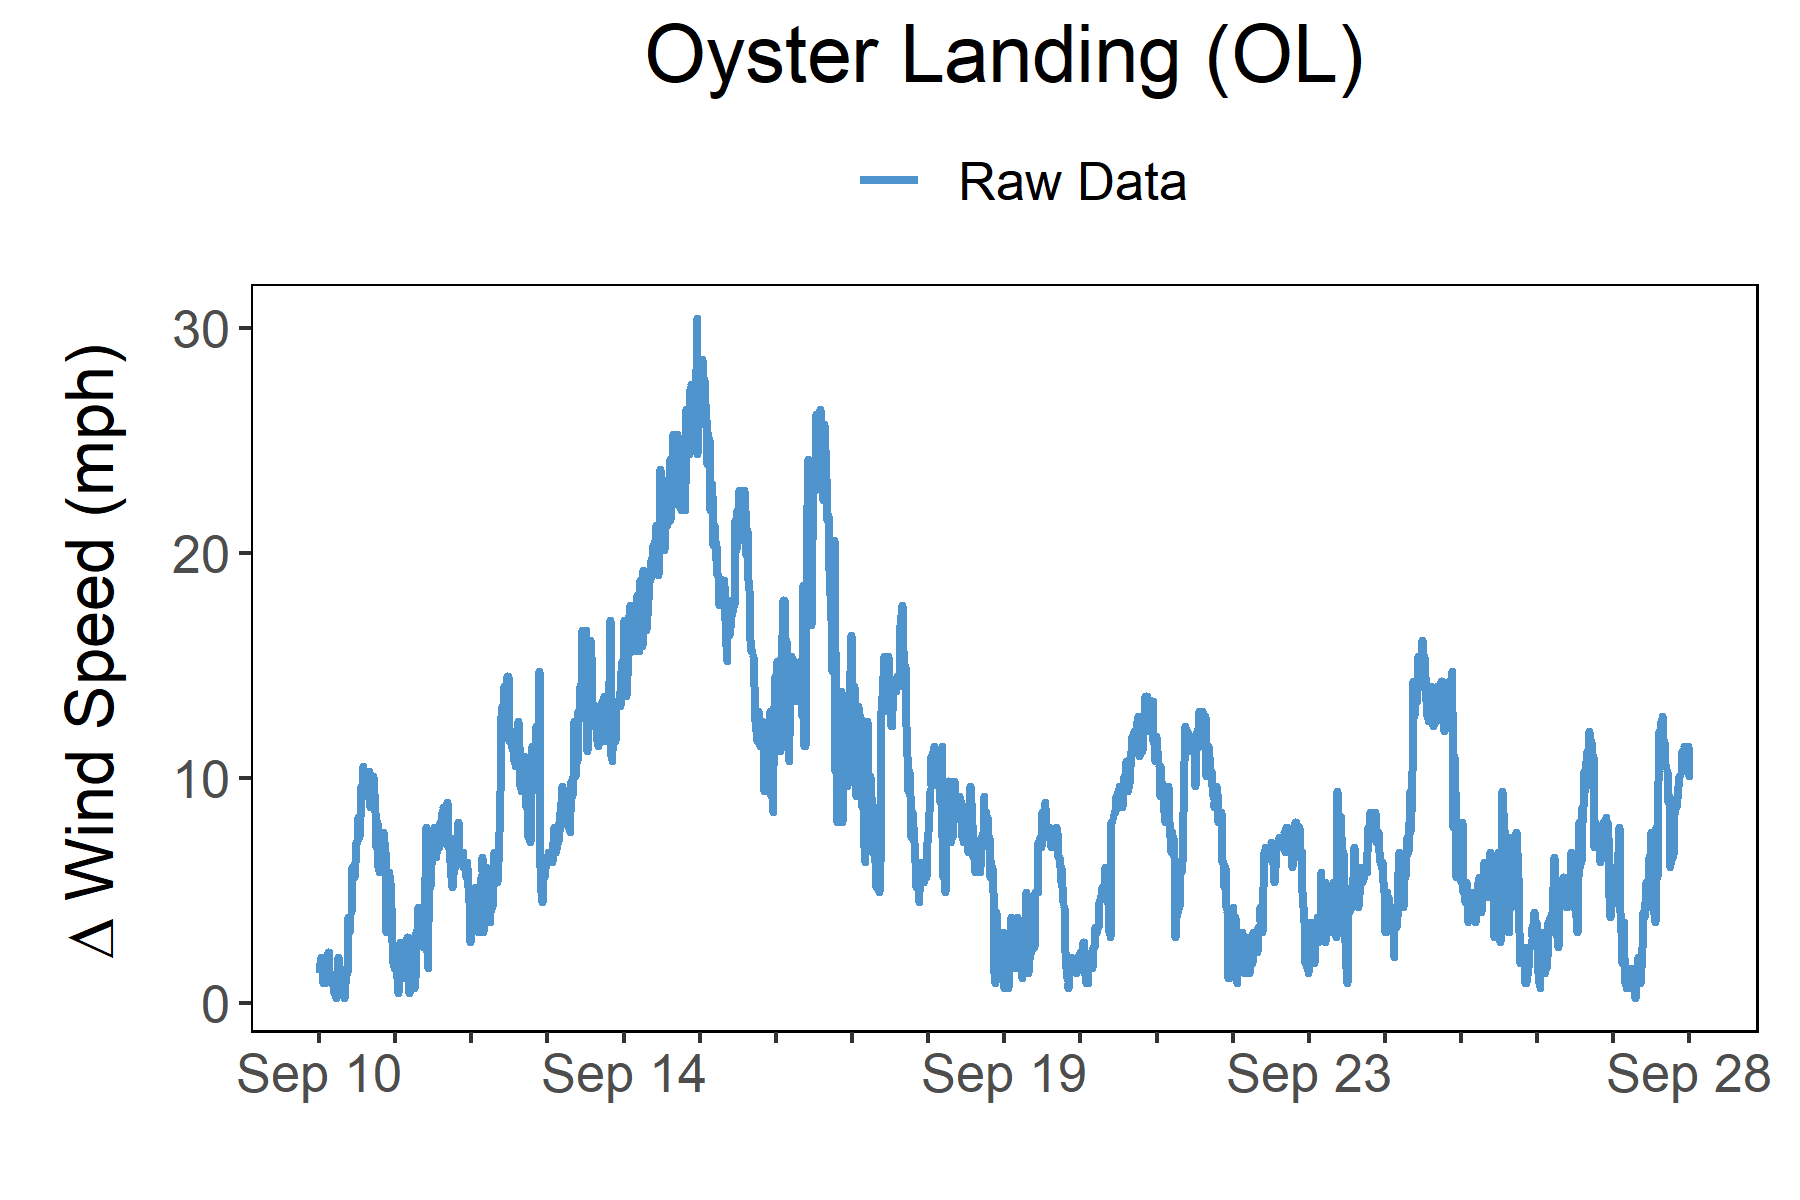 Oyster Landing (OL)
Raw Data
Δ Wind Speed (mph)
30
20
10
0
Sep 10 Sep 14 Sep 19 Sep 23 Sep 28